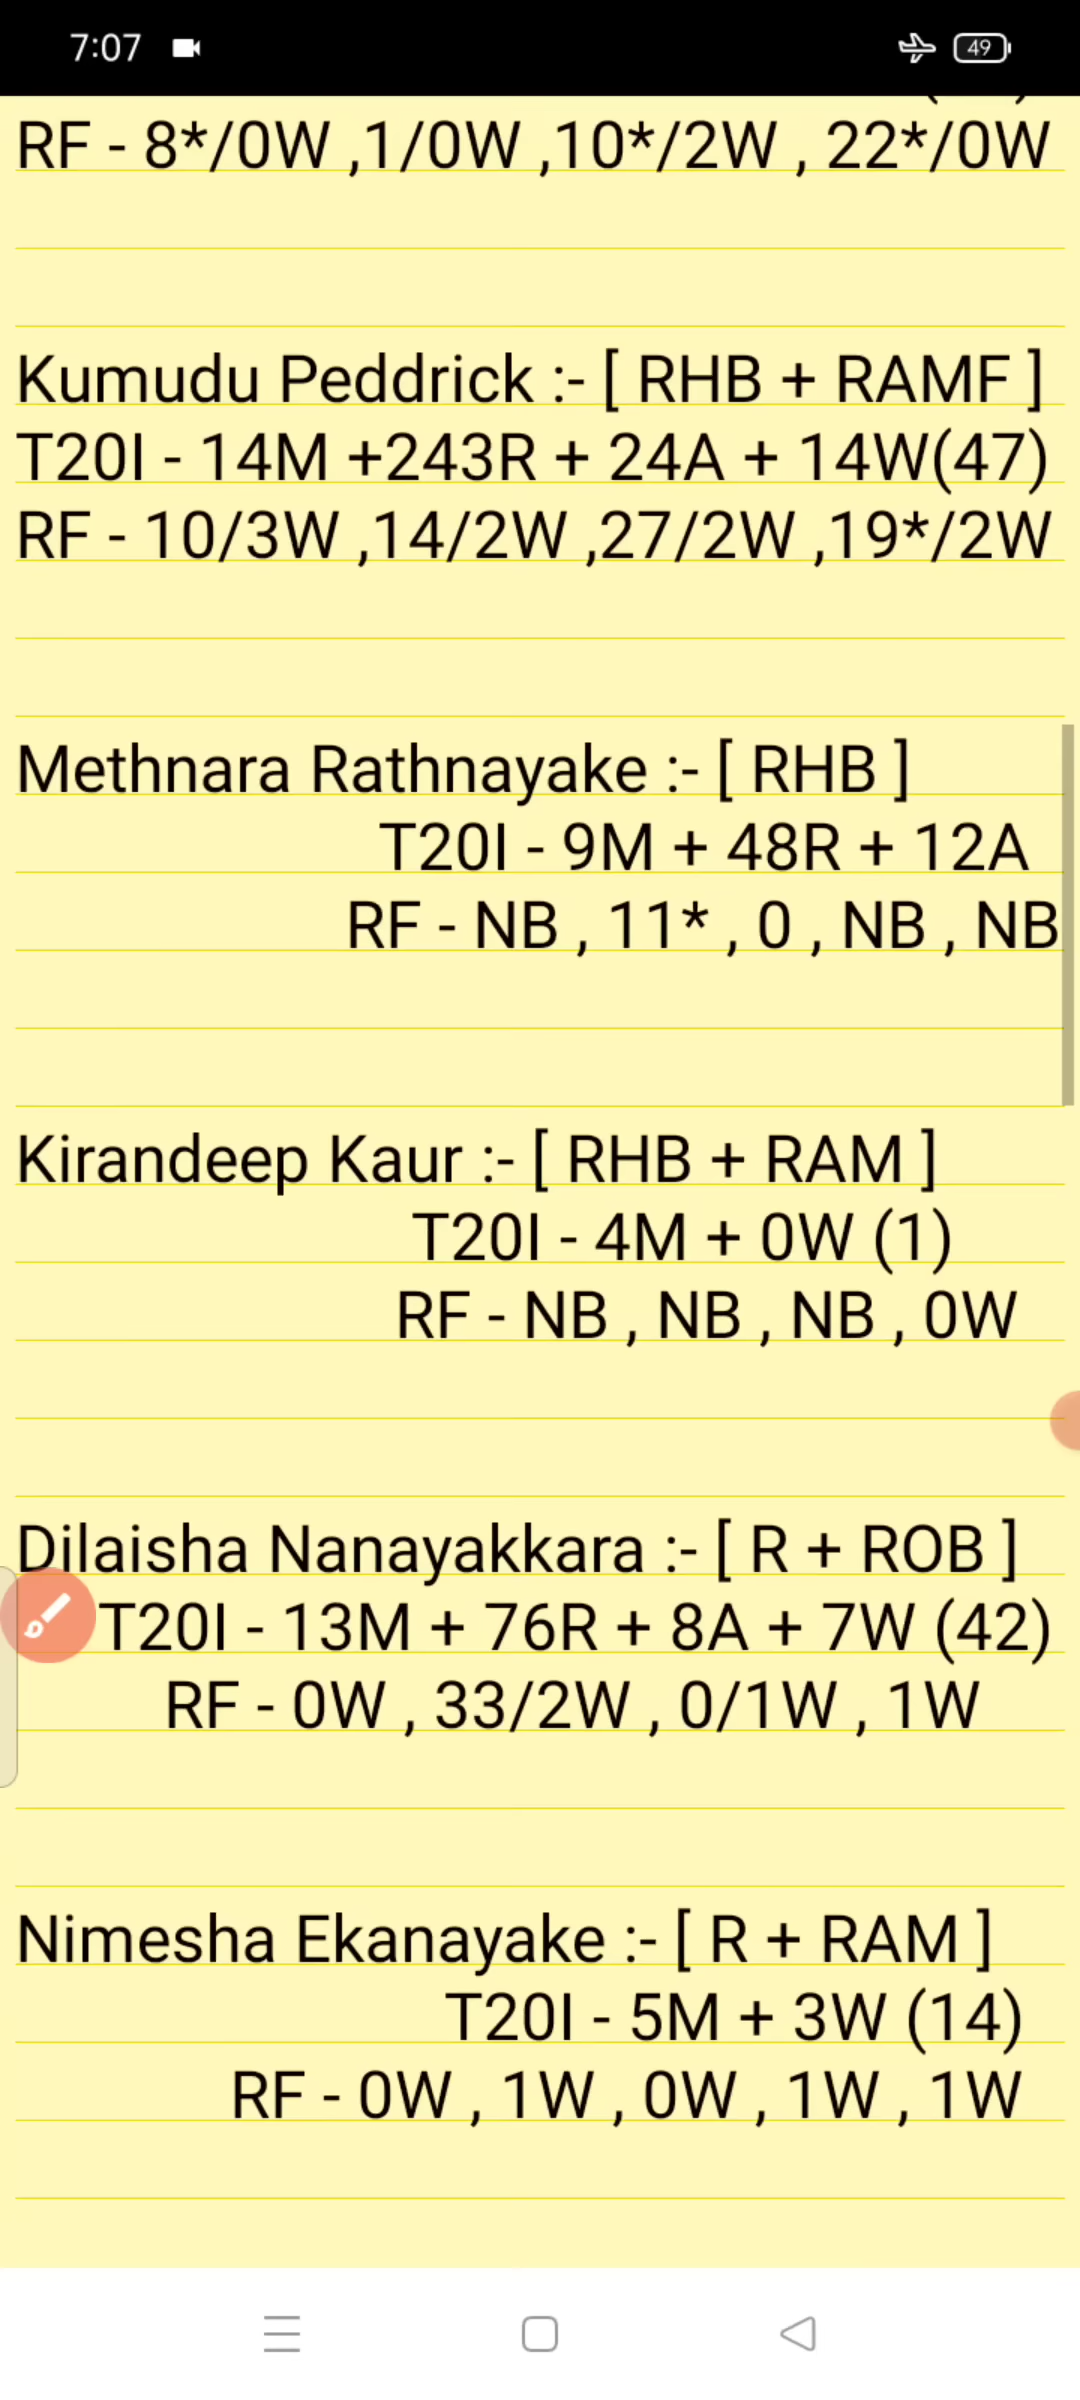 7:07
49
RF - 8*/0W ,1/0W ,10*/2W , 22*/0W
Kumudu Peddrick :- [ RHB + RAMF ]
T20I - 14M +243R + 24A + 14W(47)
RF - 10/3W ,14/2W ,27/2W ,19*/2W
Methnara Rathnayake :- [ RHB ]
T20I - 9M + 48R + 12A
RF - NB , 11* , 0 , NB , NB
Kirandeep Kaur :- [ RHB + RAM ]
T20I - 4M + 0W (1)
RF - NB , NB , NB , 0W
Dilaisha Nanayakkara :- [ R + ROB ]
T20I - 13M + 76R + 8A + 7W (42)
RF - 0W , 33/2W , 0/1W , 1W
Nimesha Ekanayake :- [ R + RAM ]
T20I - 5M + 3W (14)
RF - 0W , 1W , 0W , 1W , 1W